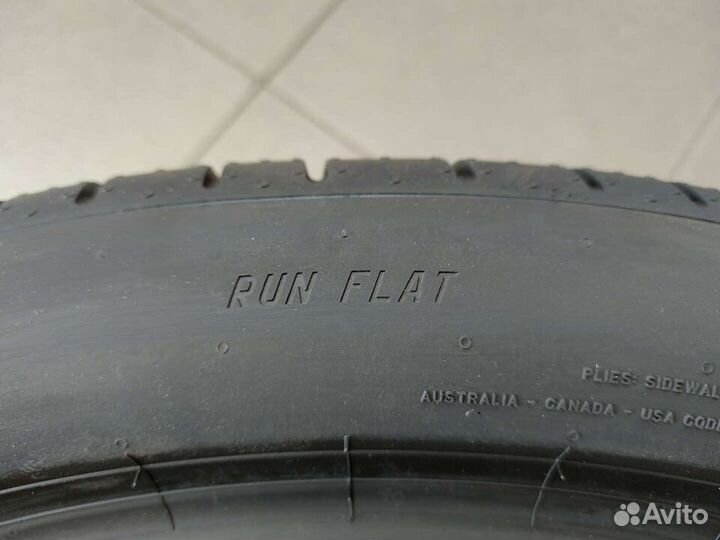 RUN FLAT
PLIES: SIDEWAL
AUSTRALIA - CANADA - USA CODE
Avito